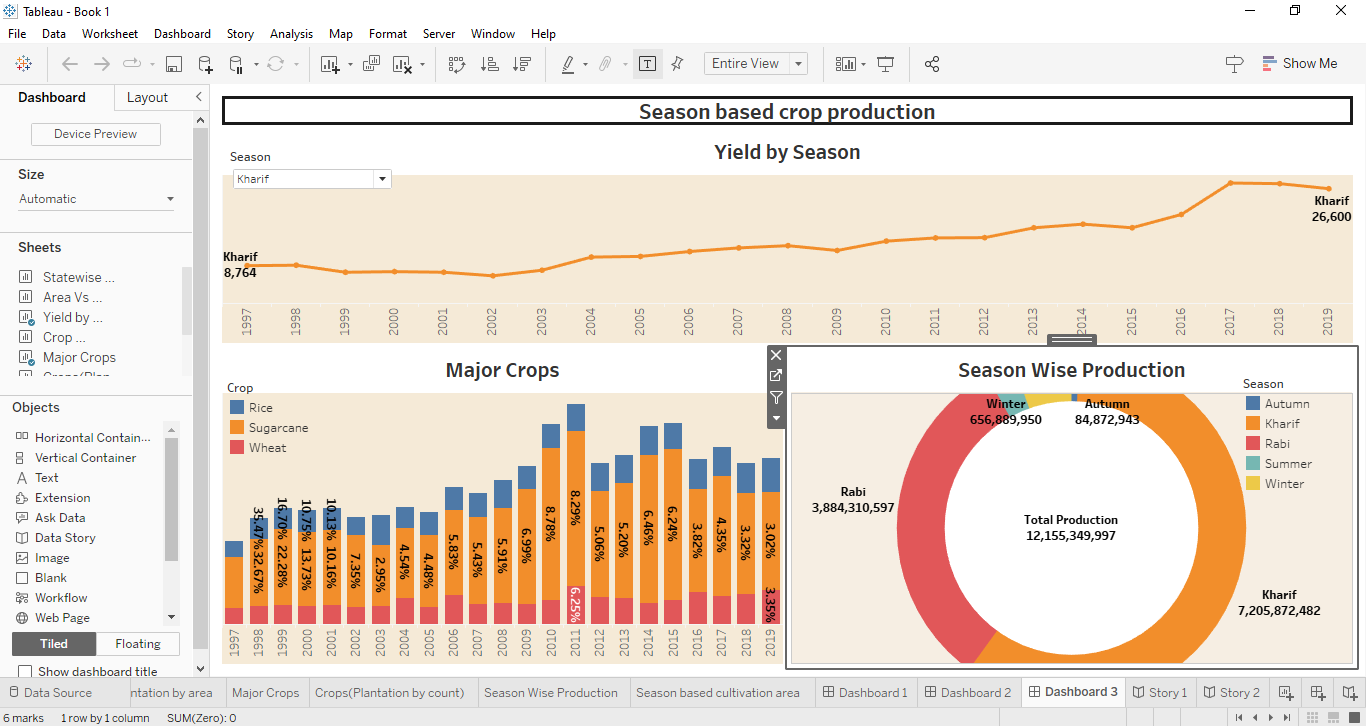 Tableau - Book 1
File Data Worksheet Dashboard Story Analysis Map Format Server Window Help
Entire View
Show Me
Dashboard Layout
Device Preview
Size
Automatic
Sheets
Statewise ...
Area Vs ...
Yield by ...
Crop ...
Major Crops
Objects
Horizontal Contain...
Vertical Container
Text
Extension
Ask Data
Data Story
Image
Blank
Workflow
Web Page
Tiled Floating
Show dashboard title
Season based crop production
Yield by Season
Season
Kharif
Kharif
8,764
Kharif
26,600
1997 1998 1999 2000 2001 2002 2003 2004 2005 2006 2007 2008 2009 2010 2011 2012 2013 2014 2015 2016 2017 2018 2019
Major Crops
Crop
Rice
Sugarcane
Wheat
35.47% 16.70% 10.75% 10.13%
32.67% 22.28% 13.73% 10.16% 7.35% 2.95% 4.54% 4.48% 5.83% 5.43% 5.91% 6.99% 8.78% 8.29% 5.06% 5.20% 6.46% 6.24% 3.82% 4.35% 3.32% 3.02%
6.25% 3.35%
1997 1998 1999 2000 2001 2002 2003 2004 2005 2006 2007 2008 2009 2010 2011 2012 2013 2014 2015 2016 2017 2018 2019
Season Wise Production
Season
Autumn
Kharif
Rabi
Summer
Winter
Winter
656,889,950
Autumn
84,872,943
Rabi
3,884,310,597
Total Production
12,155,349,997
Kharif
7,205,872,482
Data Source ntation by area Major Crops Crops(Plantation by count) Season Wise Production Season based cultivation area Dashboard 1 Dashboard 2 Dashboard 3 Story 1 Story 2
6 marks 1 row by 1 column SUM(Zero): 0